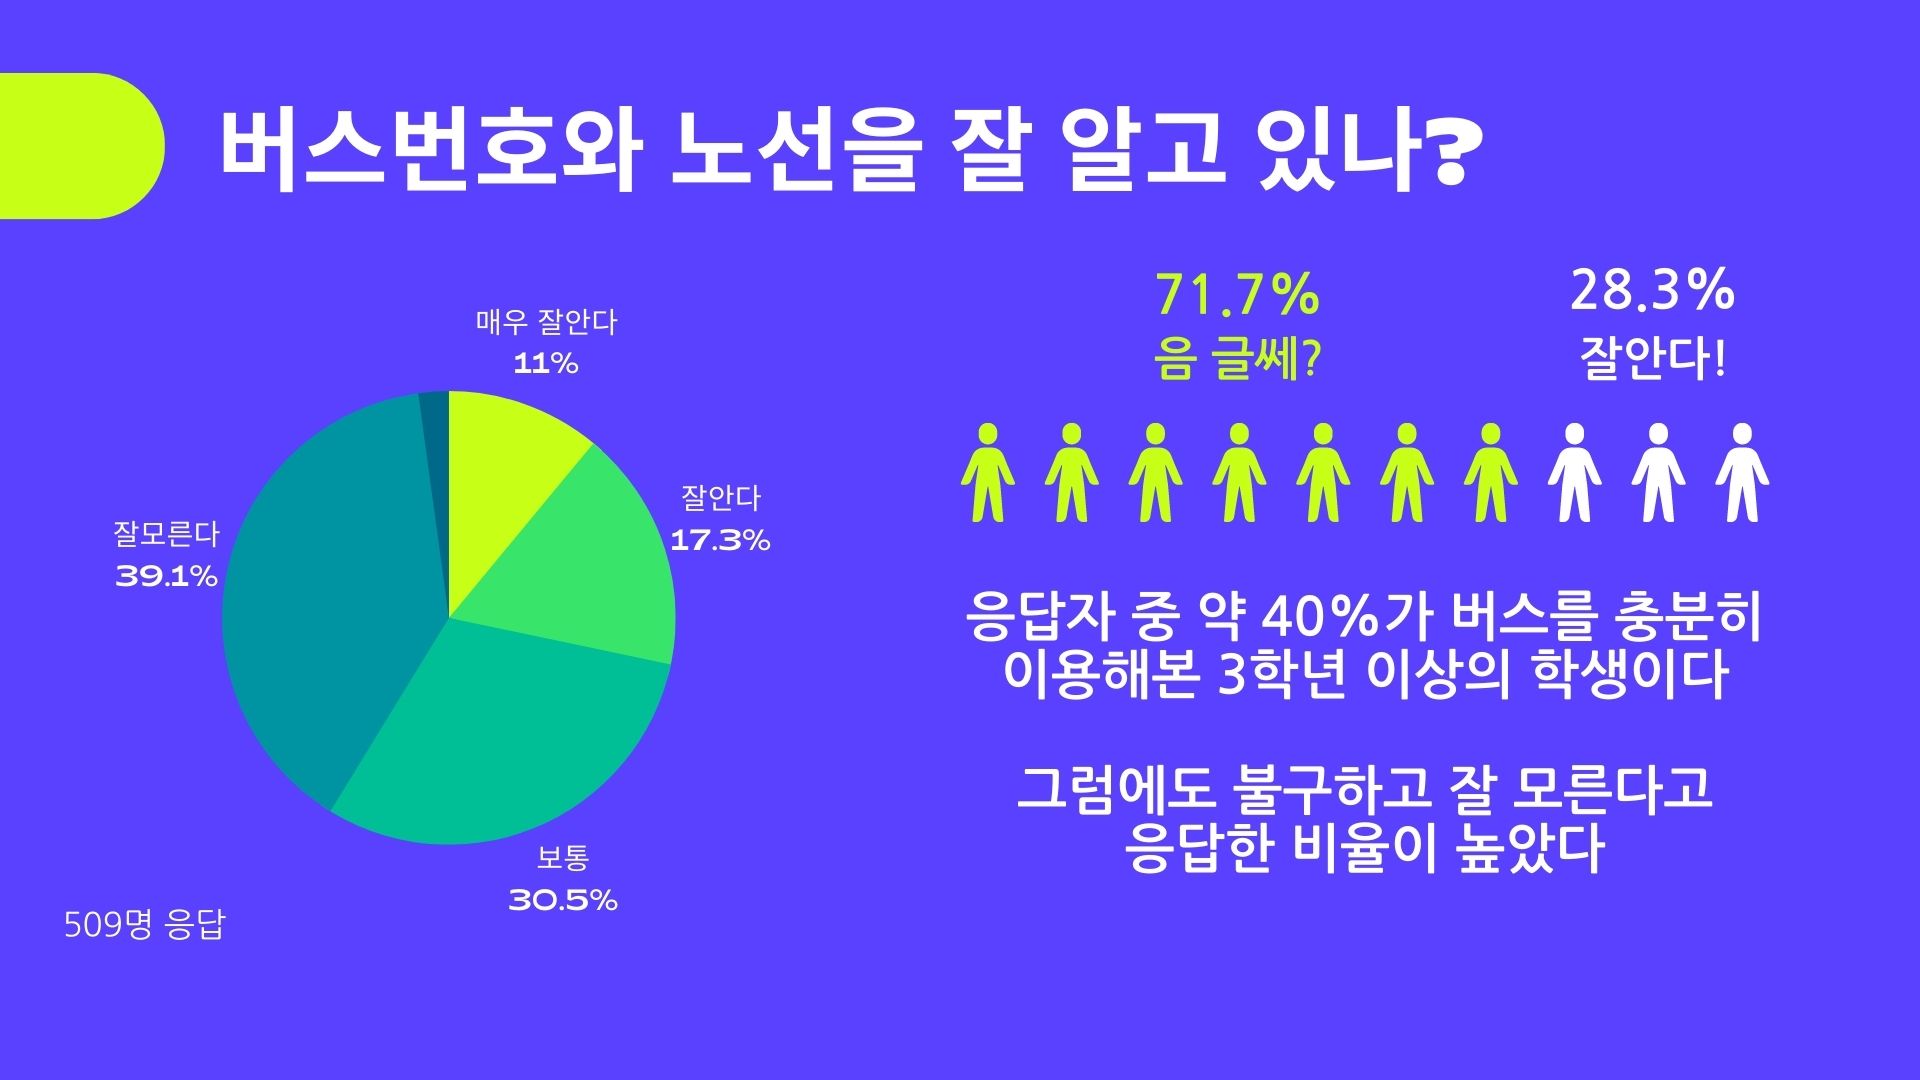 버스번호와 노선을 잘 알고 있나?
매우 잘안다
11%
잘안다
17.3%
잘모른다
39.1%
보통
30.5%
509명 응답
71.7%
음 글쎄?
28.3%
잘안다!
응답자 중 약 40%가 버스를 충분히
이용해본 3학년 이상의 학생이다
그럼에도 불구하고 잘 모른다고
응답한 비율이 높았다